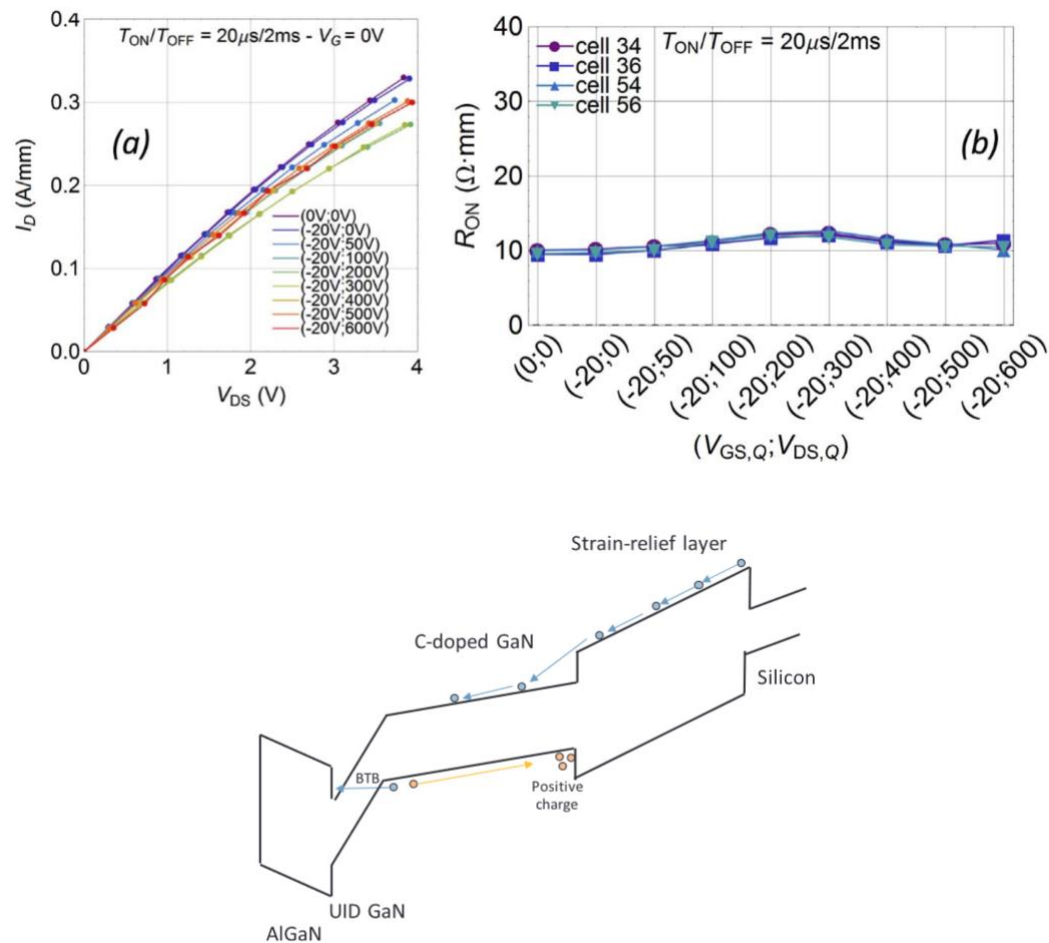 T_ON/T_OFF = 20μs/2ms - V_G = 0V
(a)
I_D (A/mm)
0.4
0.3
0.2
0.1
0.0
(0V;0V)
(-20V;0V)
(-20V;50V)
(-20V;100V)
(-20V;200V)
(-20V;300V)
(-20V;400V)
(-20V;500V)
(-20V;600V)
0 1 2 3 4
V_DS (V)
T_ON/T_OFF = 20μs/2ms
cell 34
cell 36
cell 54
cell 56
(b)
R_ON (Ω·mm)
40
30
20
10
0
(0;0)
(-20;0)
(-20;50)
(-20;100)
(-20;200)
(-20;300)
(-20;400)
(-20;500)
(-20;600)
(V_GS,Q;V_DS,Q)
Strain-relief layer
C-doped GaN
Silicon
BTB
Positive
charge
UID GaN
AlGaN